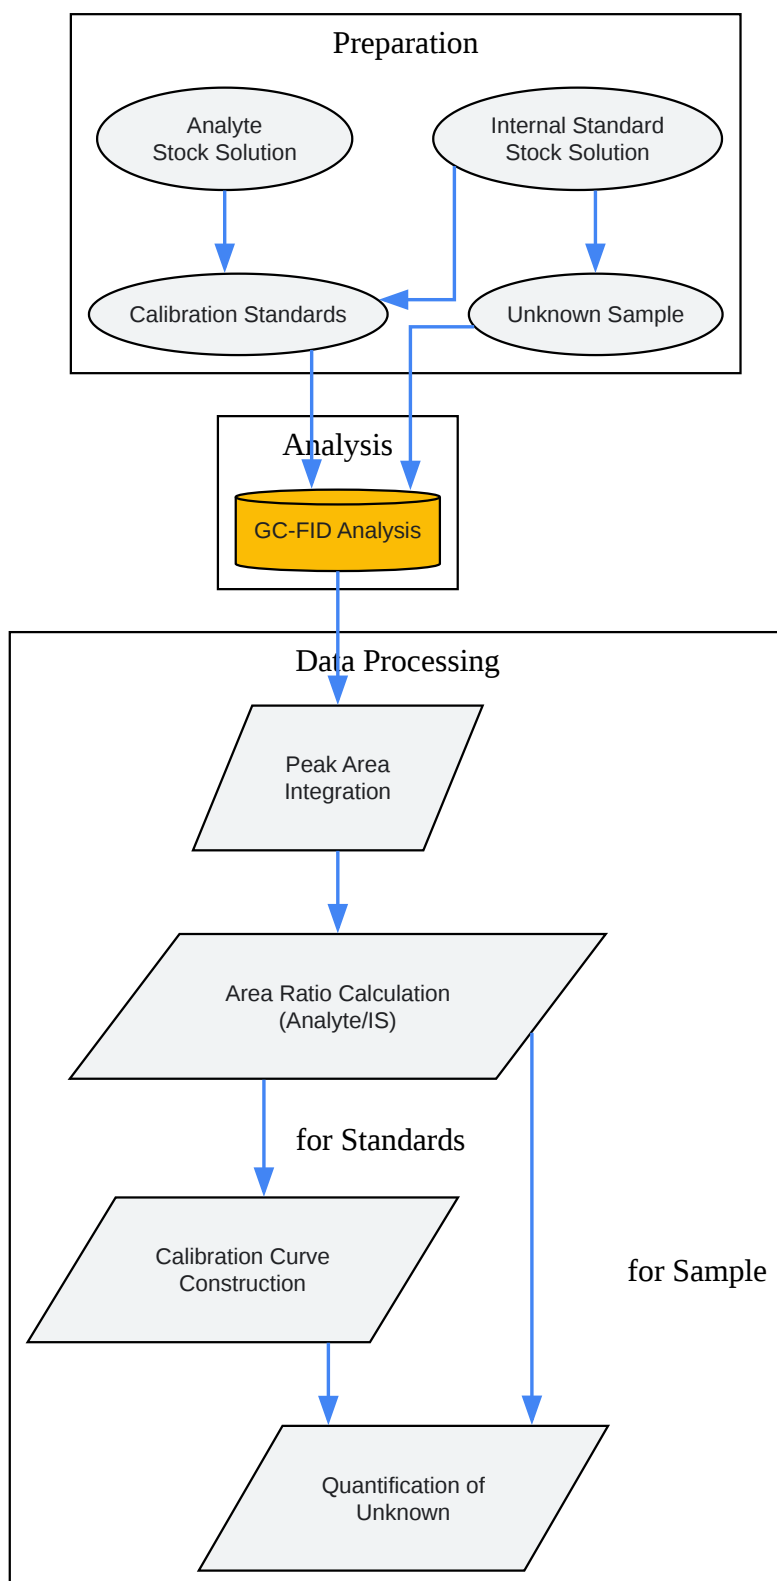 Preparation
Analyte
Stock Solution
Internal Standard
Stock Solution
Calibration Standards
Unknown Sample
Analysis
GC-FID Analysis
Data Processing
Peak Area
Integration
Area Ratio Calculation
(Analyte/IS)
for Standards
Calibration Curve
Construction
for Sample
Quantification of
Unknown